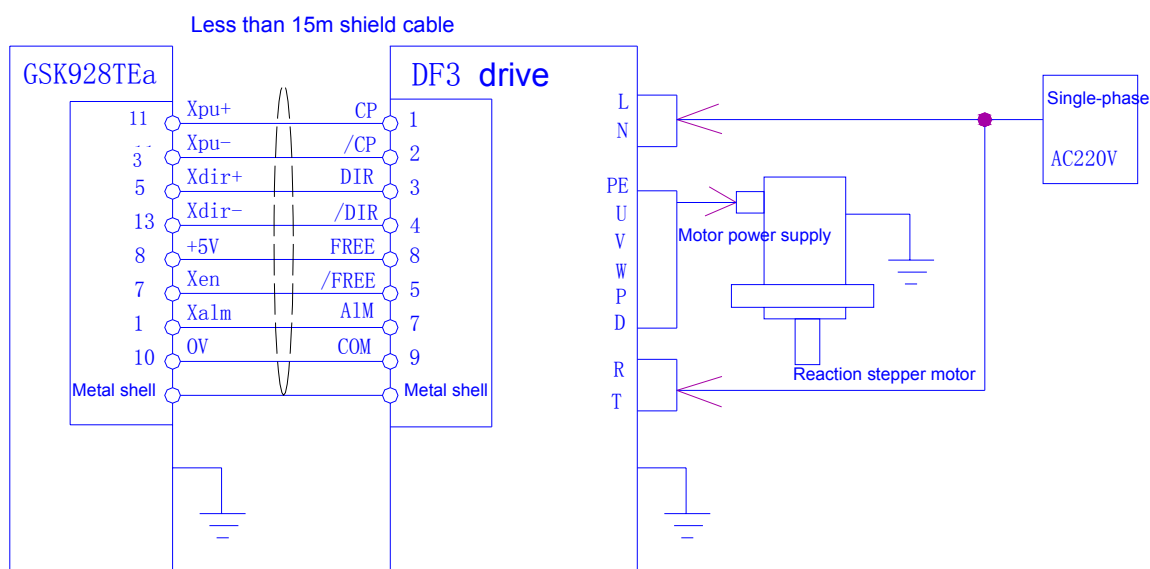 Less than 15m shield cable
GSK928TEa
DF3 drive
11 Xpu+ CP 1
3 Xpu- /CP 2
5 Xdir+ DIR 3
13 Xdir- /DIR 4
8 +5V FREE 8
7 Xen /FREE 5
1 Xalm AlM 7
10 0V COM 9
Metal shell Metal shell
L
N
PE
U
V
W
P
D
R
T
Single-phase
AC220V
Motor power supply
Reaction stepper motor